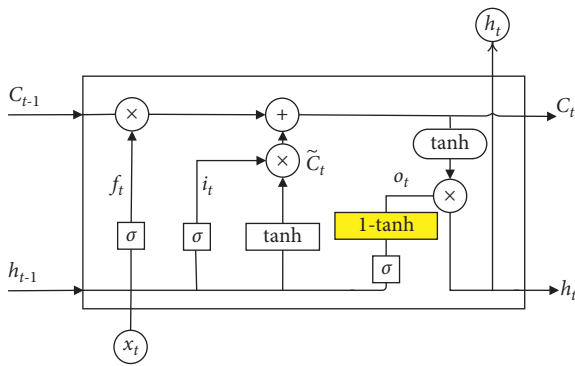 h_t
C_{t-1}
×
+
C_t
tanh
f_t
i_t
×
C̃_t
o_t
×
1-tanh
σ
σ
tanh
σ
h_{t-1}
h_t
x_t